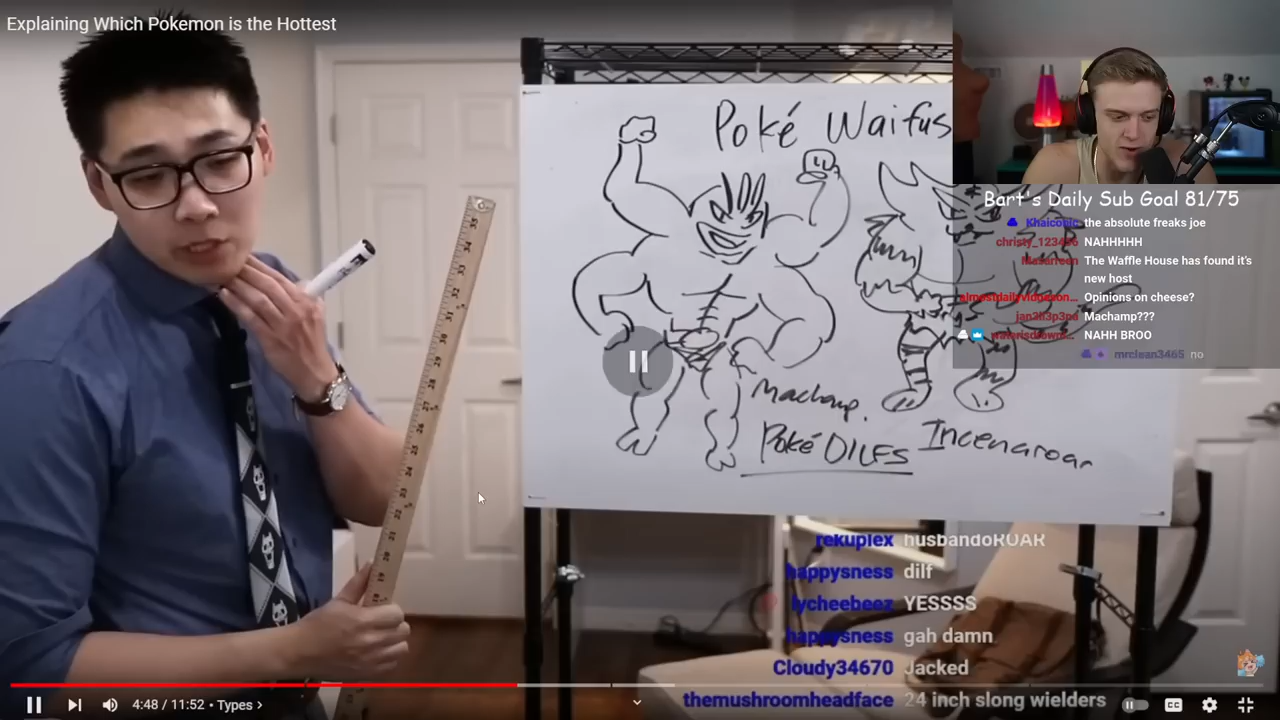 Explaining Which Pokemon is the Hottest
Poké Waifus
Machamp.
Poké DILFS
Incenaroar
Bart's Daily Sub Goal 81/75
the absolute freaks joe
christy_123456 NAHHHHH
The Waffle House has found it's
new host
Opinions on cheese?
Machamp???
NAHH BROO
mrclean3465 no
rekuplex husbandoROAR
happysness dilf
lycheebeez YESSSS
happysness gah damn
Cloudy34670 Jacked
themushroomheadface 24 inch slong wielders
4:48 / 11:52 • Types ›